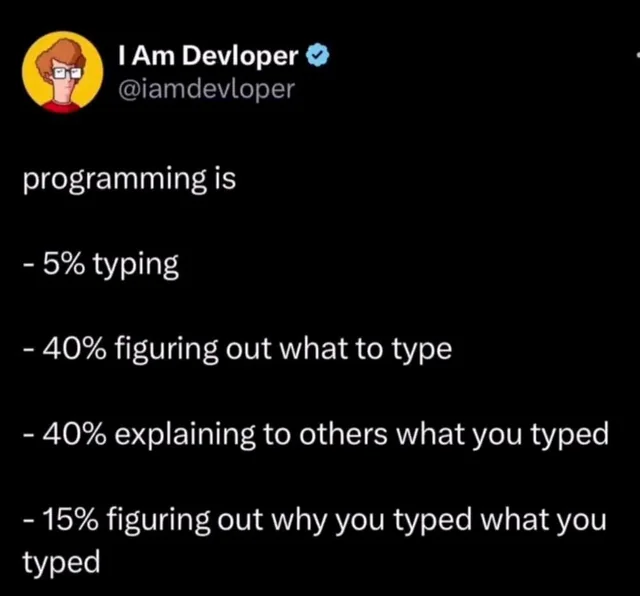 I Am Devloper
@iamdevloper
programming is
- 5% typing
- 40% figuring out what to type
- 40% explaining to others what you typed
- 15% figuring out why you typed what you
typed